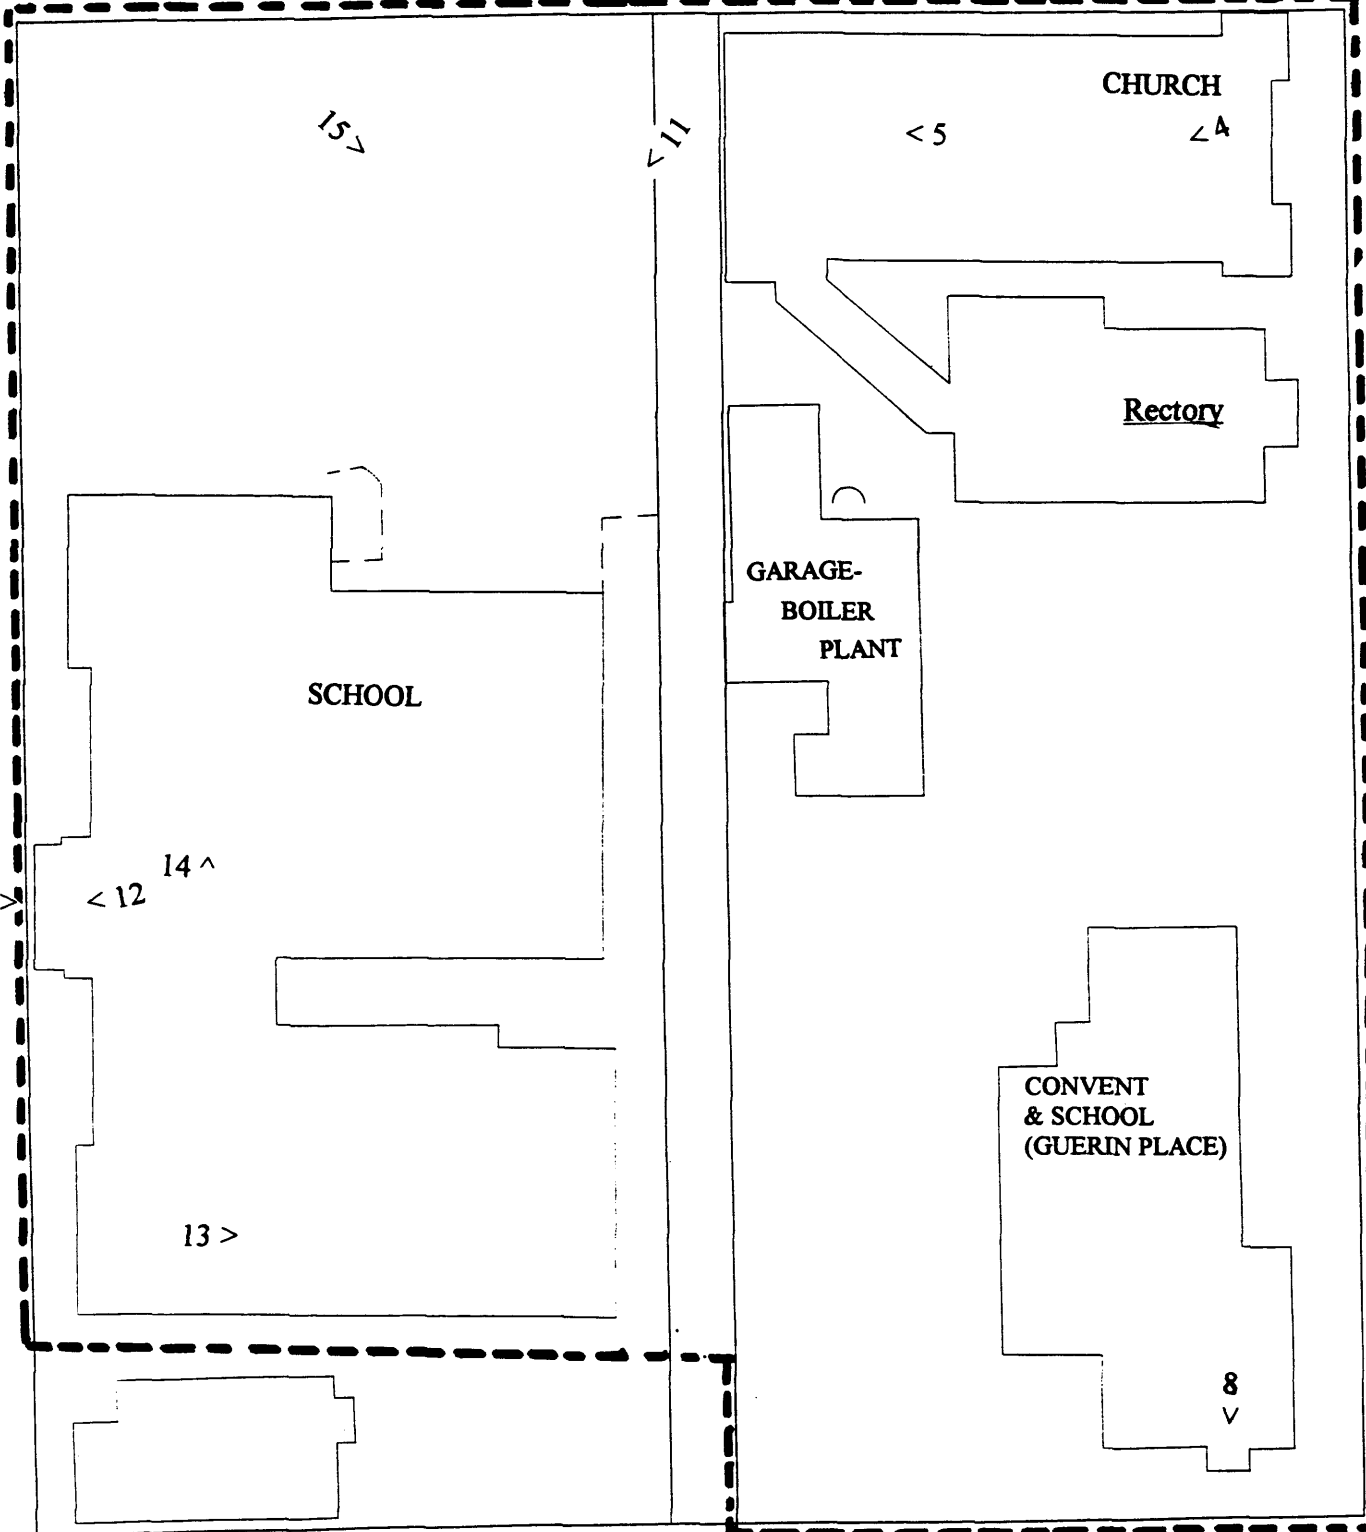 CHURCH
15 >
< 11
< 5
< 4
Rectory
GARAGE-
BOILER
PLANT
SCHOOL
14 ^
>
< 12
CONVENT
& SCHOOL
(GUERIN PLACE)
13 >
8
>